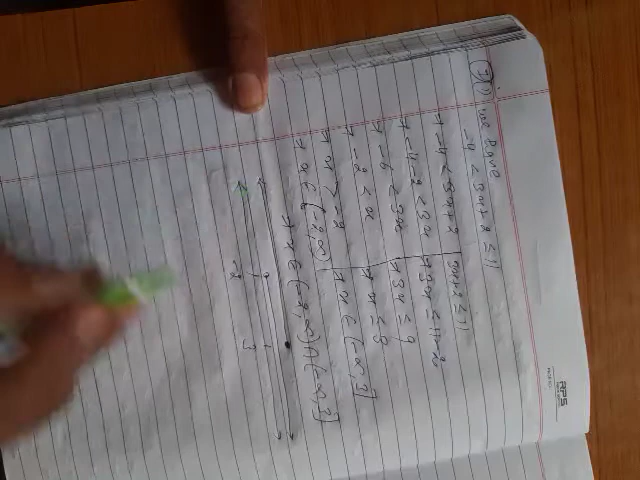 7) i) we have
-4 < 3x + 2 ≤ 11
⇒ -4 < 3x + 2 | 3x + 2 ≤ 11
⇒ -4 - 2 < 3x | ⇒ 3x ≤ 11 - 2
⇒ -6 < 3x | ⇒ 3x ≤ 9
⇒ -2 < x | ⇒ x ≤ 3
⇒ x > -2 | ⇒ x ∈ (-∞, 3]
⇒ x ∈ (-2, ∞)
⇒ x ∈ (-2, ∞) ∩ (-∞, 3]
-2 3
RPS